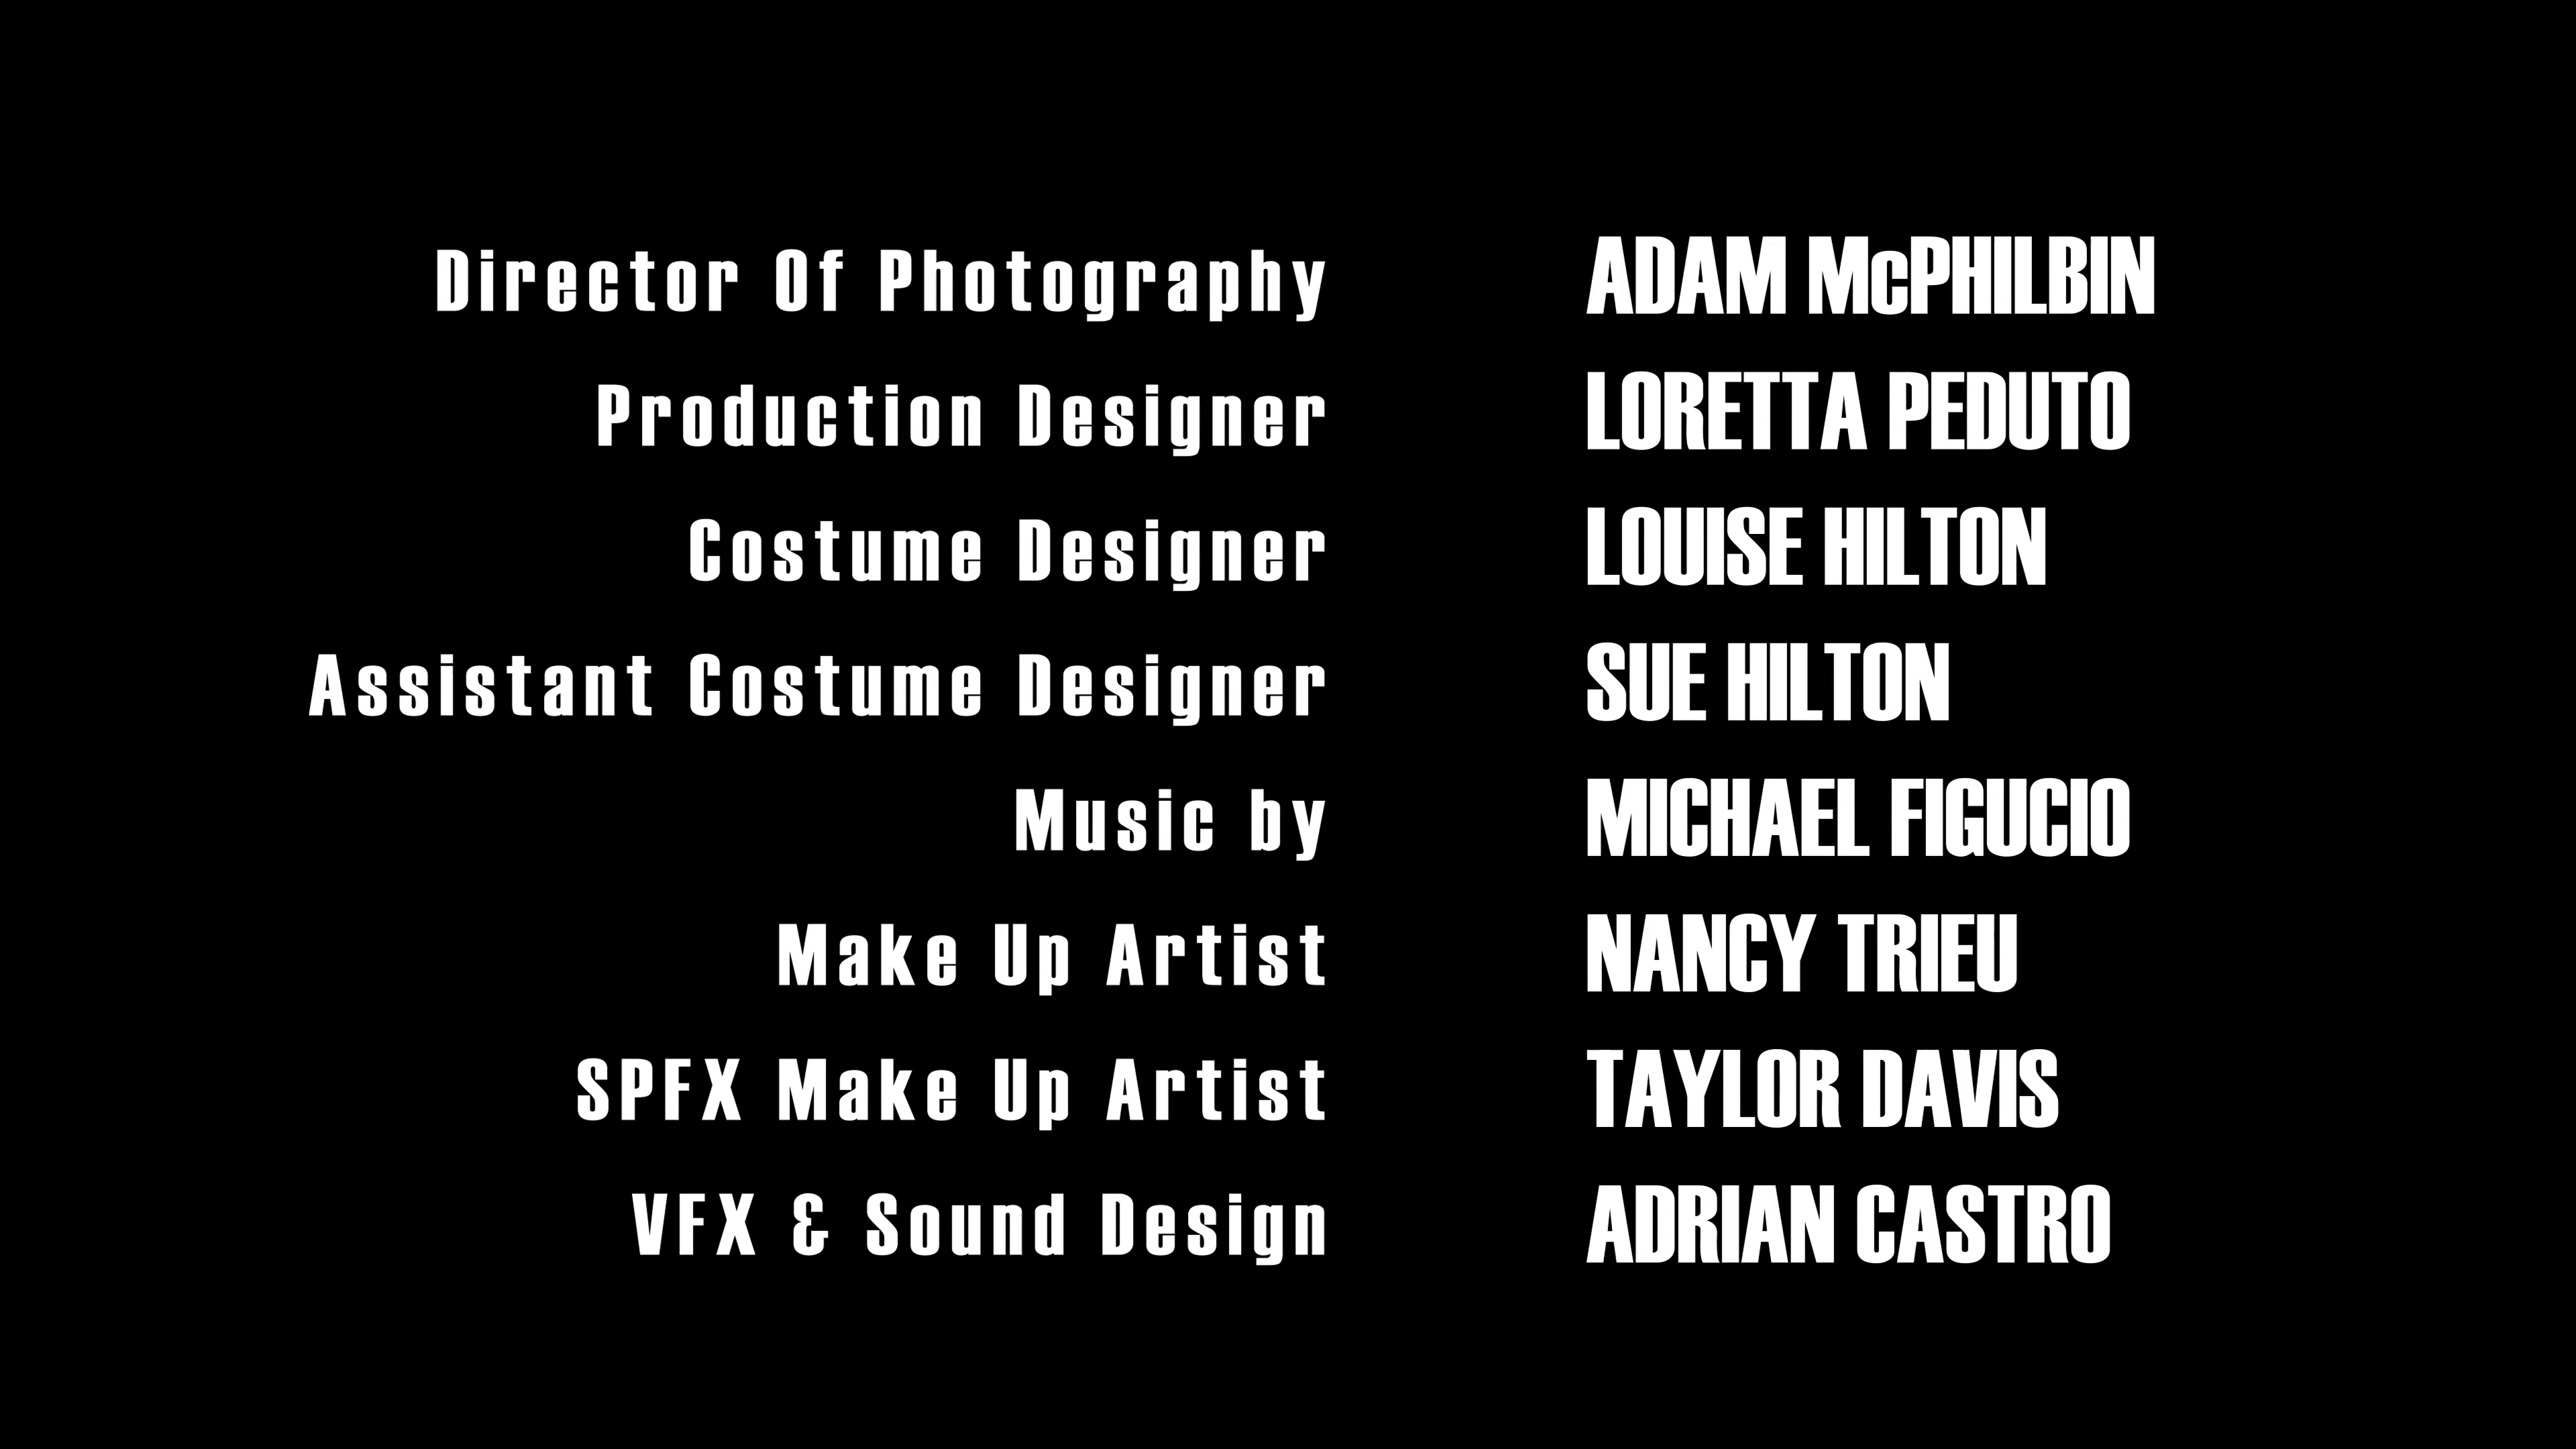 Director Of Photography ADAM McPHILBIN
Production Designer LORETTA PEDUTO
Costume Designer LOUISE HILTON
Assistant Costume Designer SUE HILTON
Music by MICHAEL FIGUCIO
Make Up Artist NANCY TRIEU
SPFX Make Up Artist TAYLOR DAVIS
VFX & Sound Design ADRIAN CASTRO